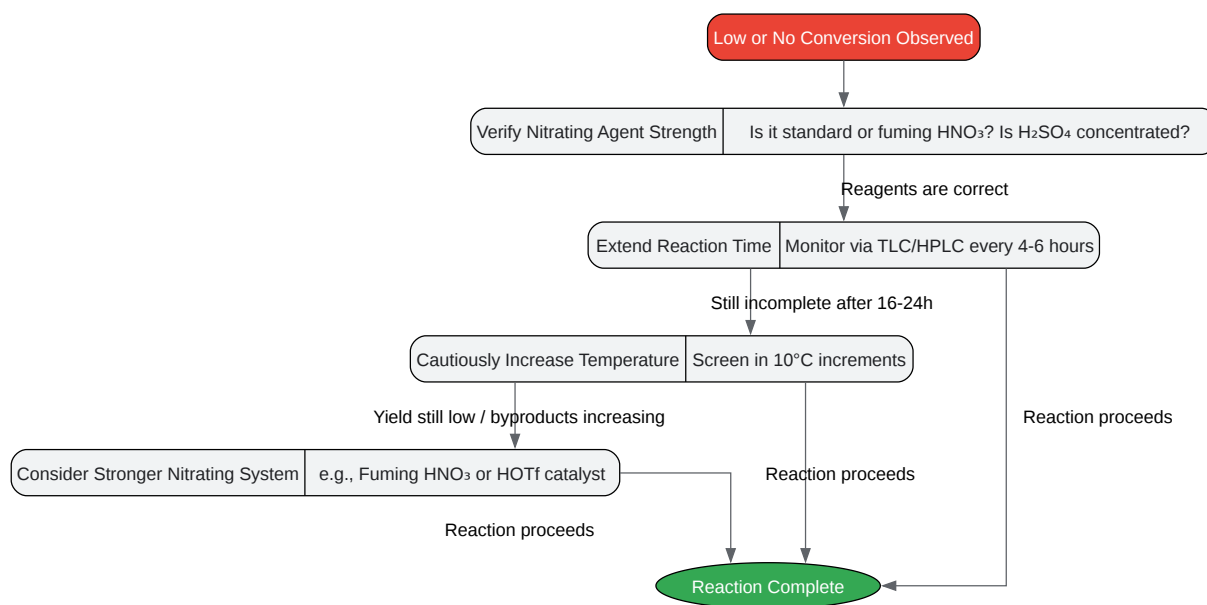 Low or No Conversion Observed
Verify Nitrating Agent Strength
Is it standard or fuming HNO₃? Is H₂SO₄ concentrated?
Reagents are correct
Extend Reaction Time
Monitor via TLC/HPLC every 4-6 hours
Still incomplete after 16-24h
Cautiously Increase Temperature
Screen in 10°C increments
Yield still low / byproducts increasing
Reaction proceeds
Consider Stronger Nitrating System
e.g., Fuming HNO₃ or HOTf catalyst
Reaction proceeds
Reaction proceeds
Reaction Complete